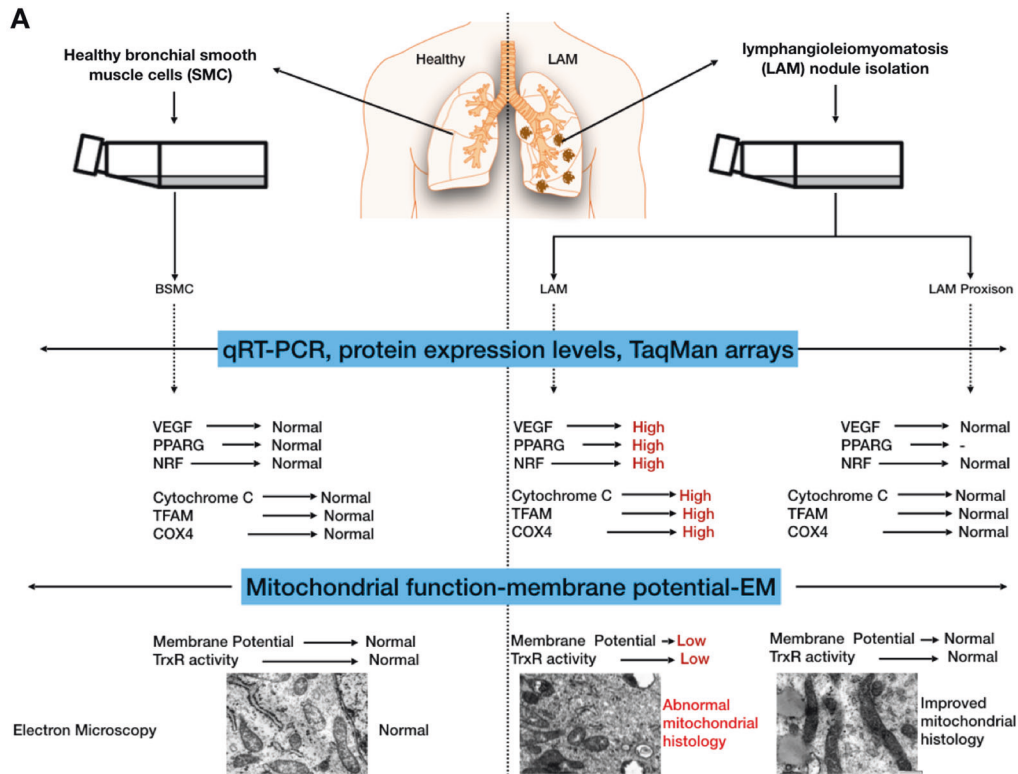 A
Healthy bronchial smooth
muscle cells (SMC)
Healthy
LAM
lymphangioleiomyomatosis
(LAM) nodule isolation
BSMC
LAM
LAM Proxison
qRT-PCR, protein expression levels, TaqMan arrays
VEGF Normal
PPARG Normal
NRF Normal
Cytochrome C Normal
TFAM Normal
COX4 Normal
VEGF High
PPARG High
NRF High
Cytochrome C High
TFAM High
COX4 High
VEGF Normal
PPARG -
NRF Normal
Cytochrome C Normal
TFAM Normal
COX4 Normal
Mitochondrial function-membrane potential-EM
Membrane Potential Normal
TrxR activity Normal
Membrane Potential Low
TrxR activity Low
Membrane Potential Normal
TrxR activity Normal
Electron Microscopy
Normal
Abnormal
mitochondrial
histology
Improved
mitochondrial
histology